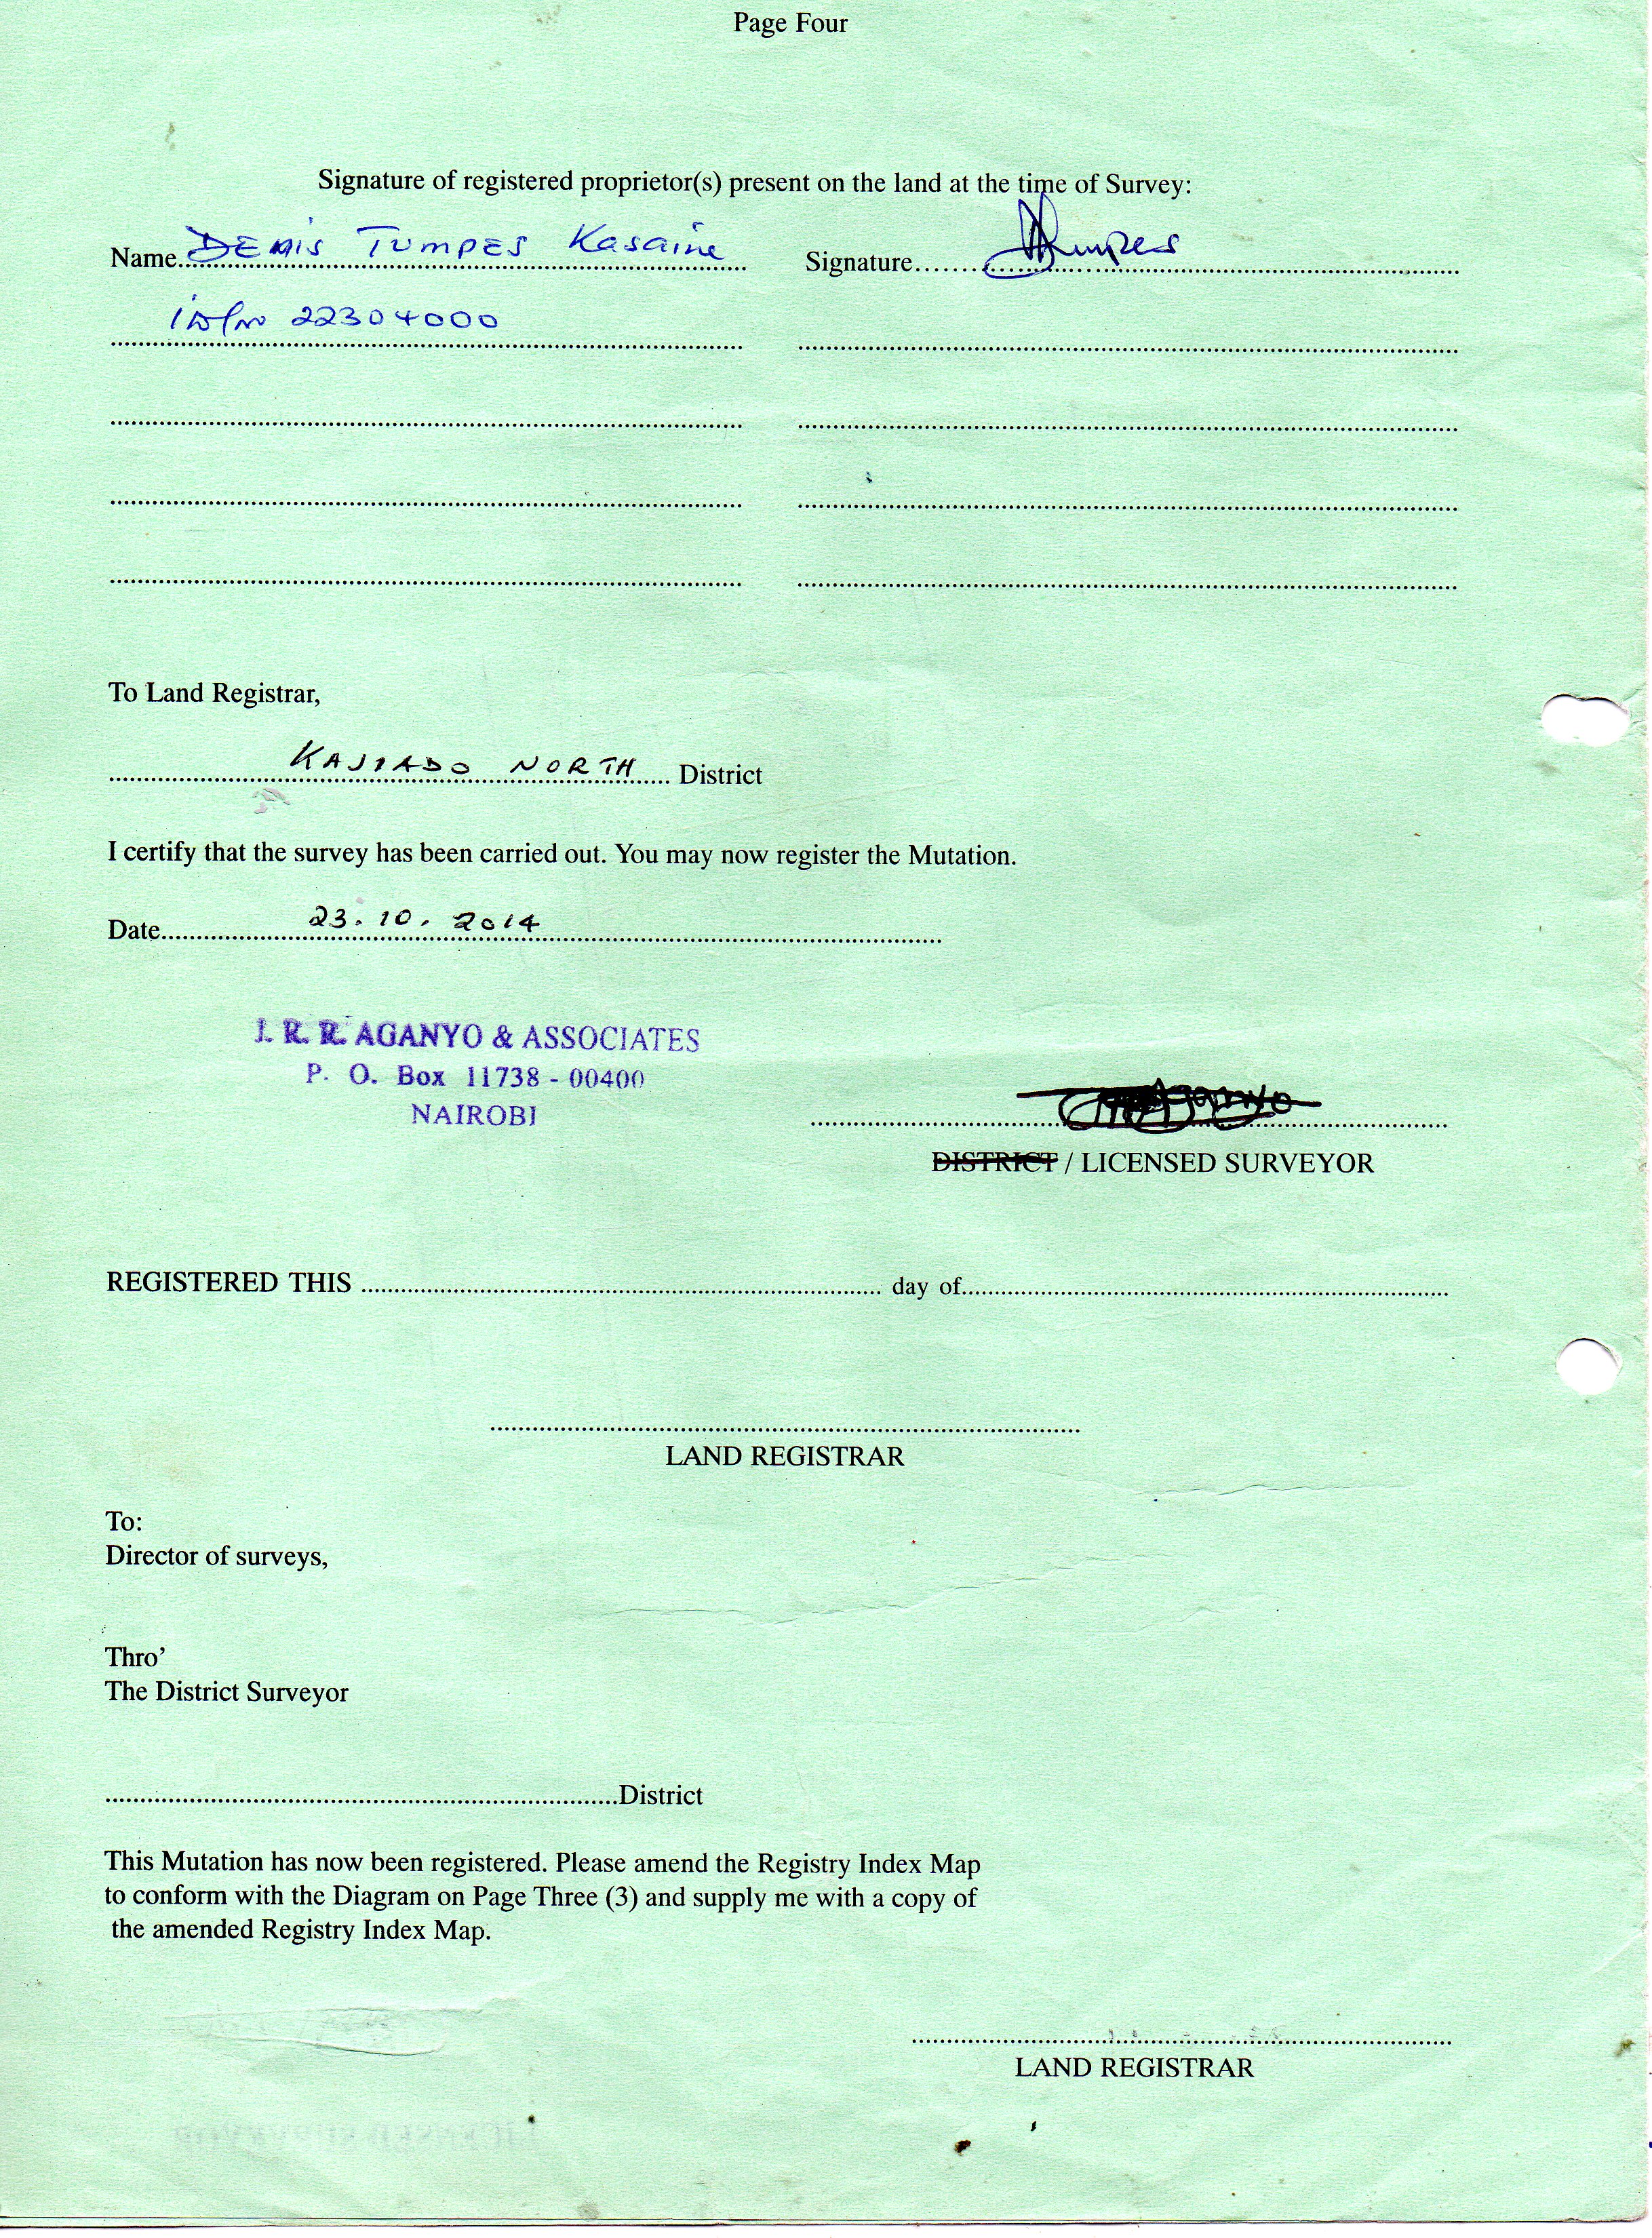 Page Four
Signature of registered proprietor(s) present on the land at the time of Survey:
Name DENIS TUMPES Kasaine Signature
ID/No 22304000
To Land Registrar,
KAJIADO NORTH District
I certify that the survey has been carried out. You may now register the Mutation.
Date 23.10.2014
J. R. R. AGANYO & ASSOCIATES
P. O. Box 11738 - 00400
NAIROBI
DISTRICT / LICENSED SURVEYOR
REGISTERED THIS day of
LAND REGISTRAR
To:
Director of surveys,
Thro’
The District Surveyor
District
This Mutation has now been registered. Please amend the Registry Index Map
to conform with the Diagram on Page Three (3) and supply me with a copy of
the amended Registry Index Map.
LAND REGISTRAR